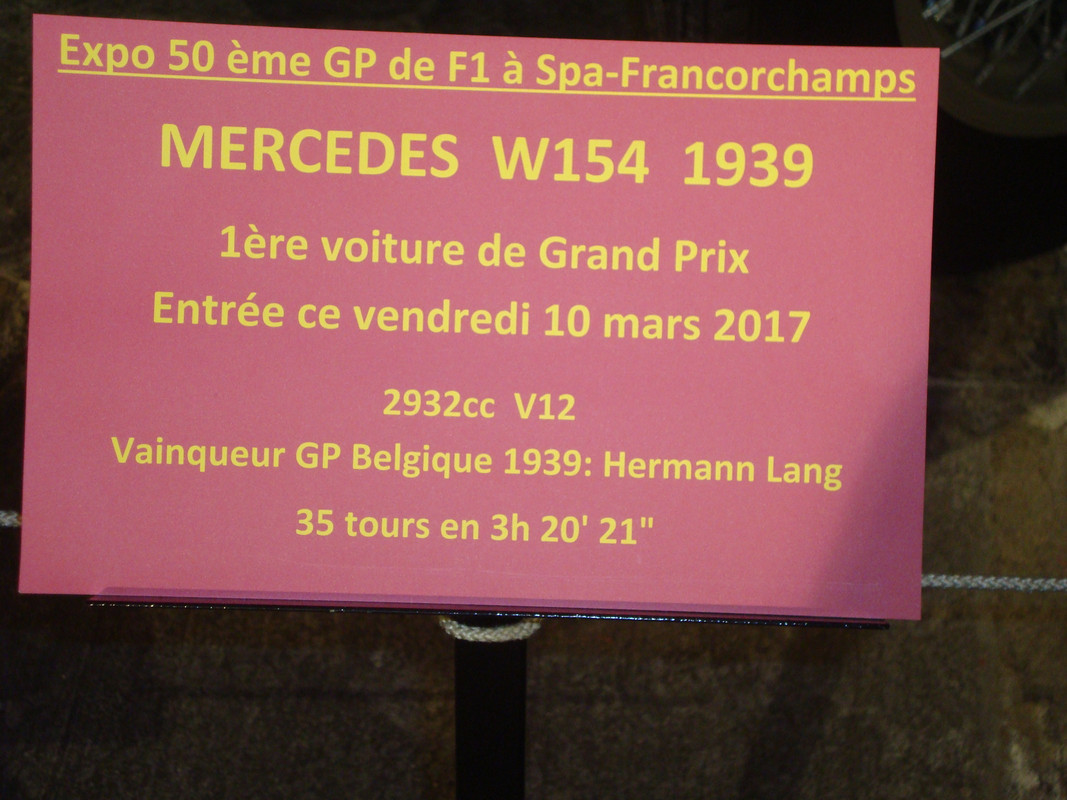 Expo 50 ème GP de F1 à Spa-Francorchamps
MERCEDES W154 1939
1ère voiture de Grand Prix
Entrée ce vendredi 10 mars 2017
2932cc V12
Vainqueur GP Belgique 1939: Hermann Lang
35 tours en 3h 20' 21"